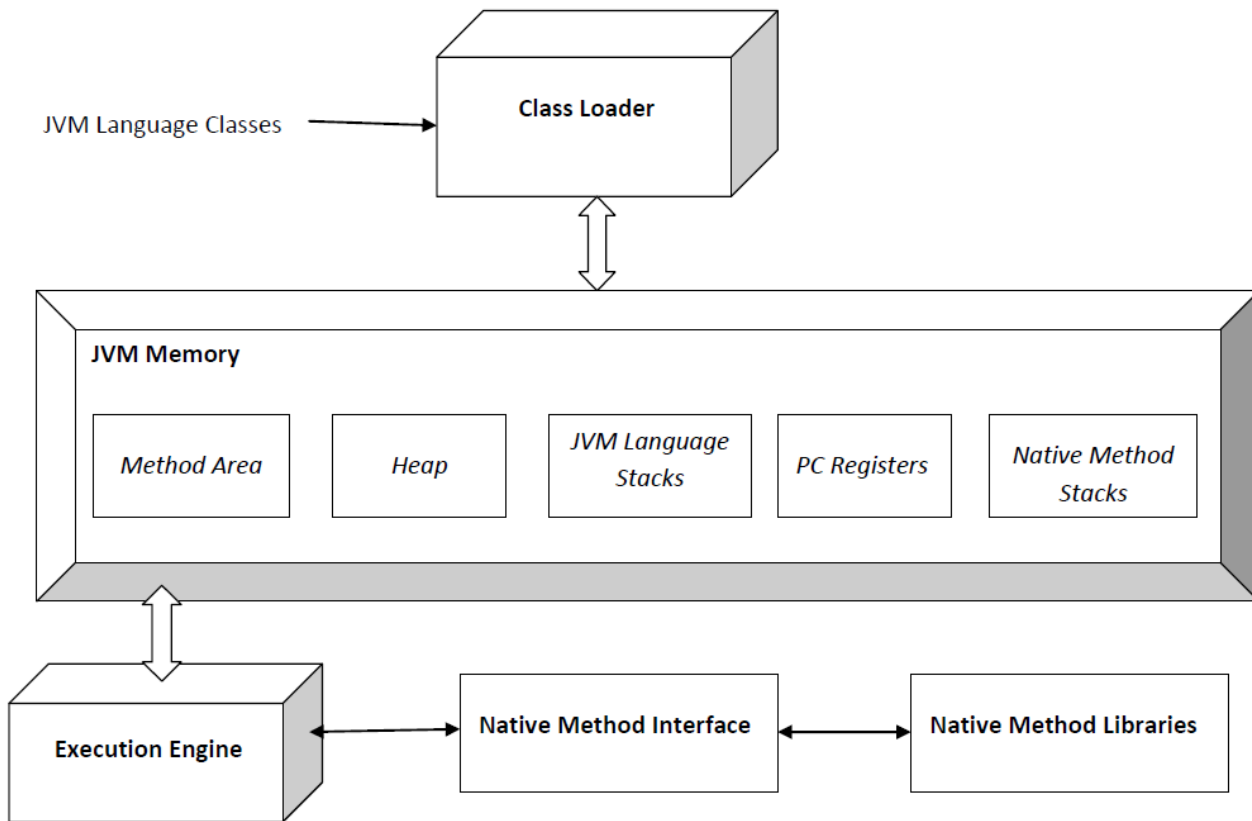 Class Loader
JVM Language Classes
JVM Memory
Method Area
Heap
JVM Language
Stacks
PC Registers
Native Method
Stacks
Execution Engine
Native Method Interface
Native Method Libraries